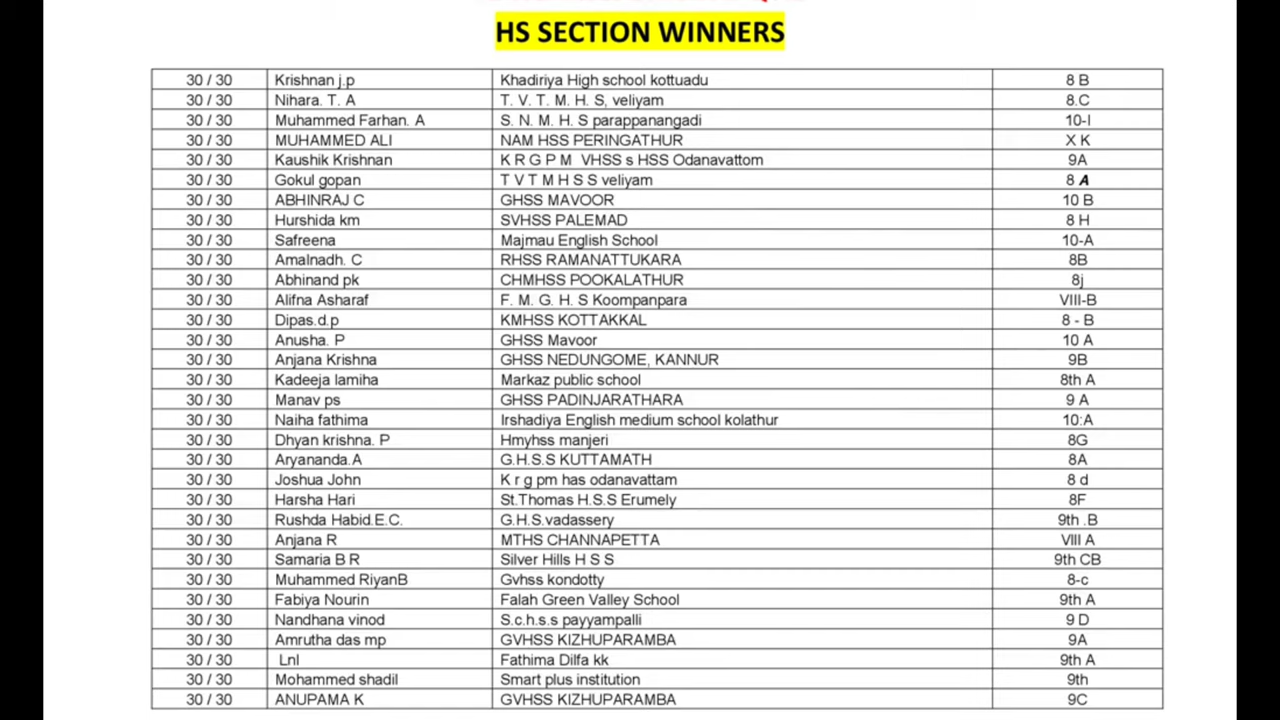 HS SECTION WINNERS
30 / 30 Krishnan j.p Khadiriya High school kottuadu 8 B
30 / 30 Nihara. T. A T. V. T. M. H. S, veliyam 8.C
30 / 30 Muhammed Farhan. A S. N. M. H. S parappanangadi 10-I
30 / 30 MUHAMMED ALI NAM HSS PERINGATHUR X K
30 / 30 Kaushik Krishnan K R G P M VHSS s HSS Odanavattom 9A
30 / 30 Gokul gopan T V T M H S S veliyam 8 A
30 / 30 ABHINRAJ C GHSS MAVOOR 10 B
30 / 30 Hurshida km SVHSS PALEMAD 8 H
30 / 30 Safreena Majmau English School 10-A
30 / 30 Amalnadh. C RHSS RAMANATTUKARA 8B
30 / 30 Abhinand pk CHMHSS POOKALATHUR 8j
30 / 30 Alifna Asharaf F. M. G. H. S Koompanpara VIII-B
30 / 30 Dipas.d.p KMHSS KOTTAKKAL 8 - B
30 / 30 Anusha. P GHSS Mavoor 10 A
30 / 30 Anjana Krishna GHSS NEDUNGOME, KANNUR 9B
30 / 30 Kadeeja lamiha Markaz public school 8th A
30 / 30 Manav ps GHSS PADINJARATHARA 9 A
30 / 30 Naiha fathima Irshadiya English medium school kolathur 10:A
30 / 30 Dhyan krishna. P Hmyhss manjeri 8G
30 / 30 Aryananda.A G.H.S.S KUTTAMATH 8A
30 / 30 Joshua John K r g pm has odanavattam 8 d
30 / 30 Harsha Hari St.Thomas H.S.S Erumely 8F
30 / 30 Rushda Habid.E.C. G.H.S.vadassery 9th .B
30 / 30 Anjana R MTHS CHANNAPETTA VIII A
30 / 30 Samaria B R Silver Hills H S S 9th CB
30 / 30 Muhammed RiyanB Gvhss kondotty 8-c
30 / 30 Fabiya Nourin Falah Green Valley School 9th A
30 / 30 Nandhana vinod S.c.h.s.s payyampalli 9 D
30 / 30 Amrutha das mp GVHSS KIZHUPARAMBA 9A
30 / 30 Lnl Fathima Dilfa kk 9th A
30 / 30 Mohammed shadil Smart plus institution 9th
30 / 30 ANUPAMA K GVHSS KIZHUPARAMBA 9C